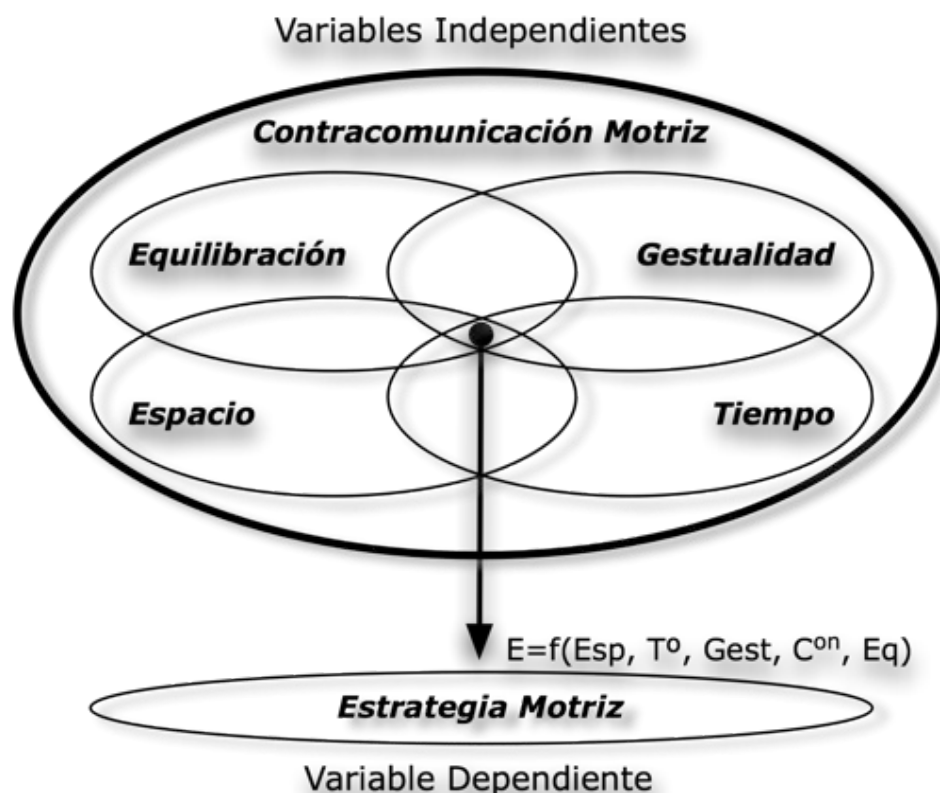 Variables Independientes
Contracomunicación Motriz
Equilibración
Gestualidad
Espacio
Tiempo
E=f(Esp, Tº, Gest, Cᵒⁿ, Eq)
Estrategia Motriz
Variable Dependiente